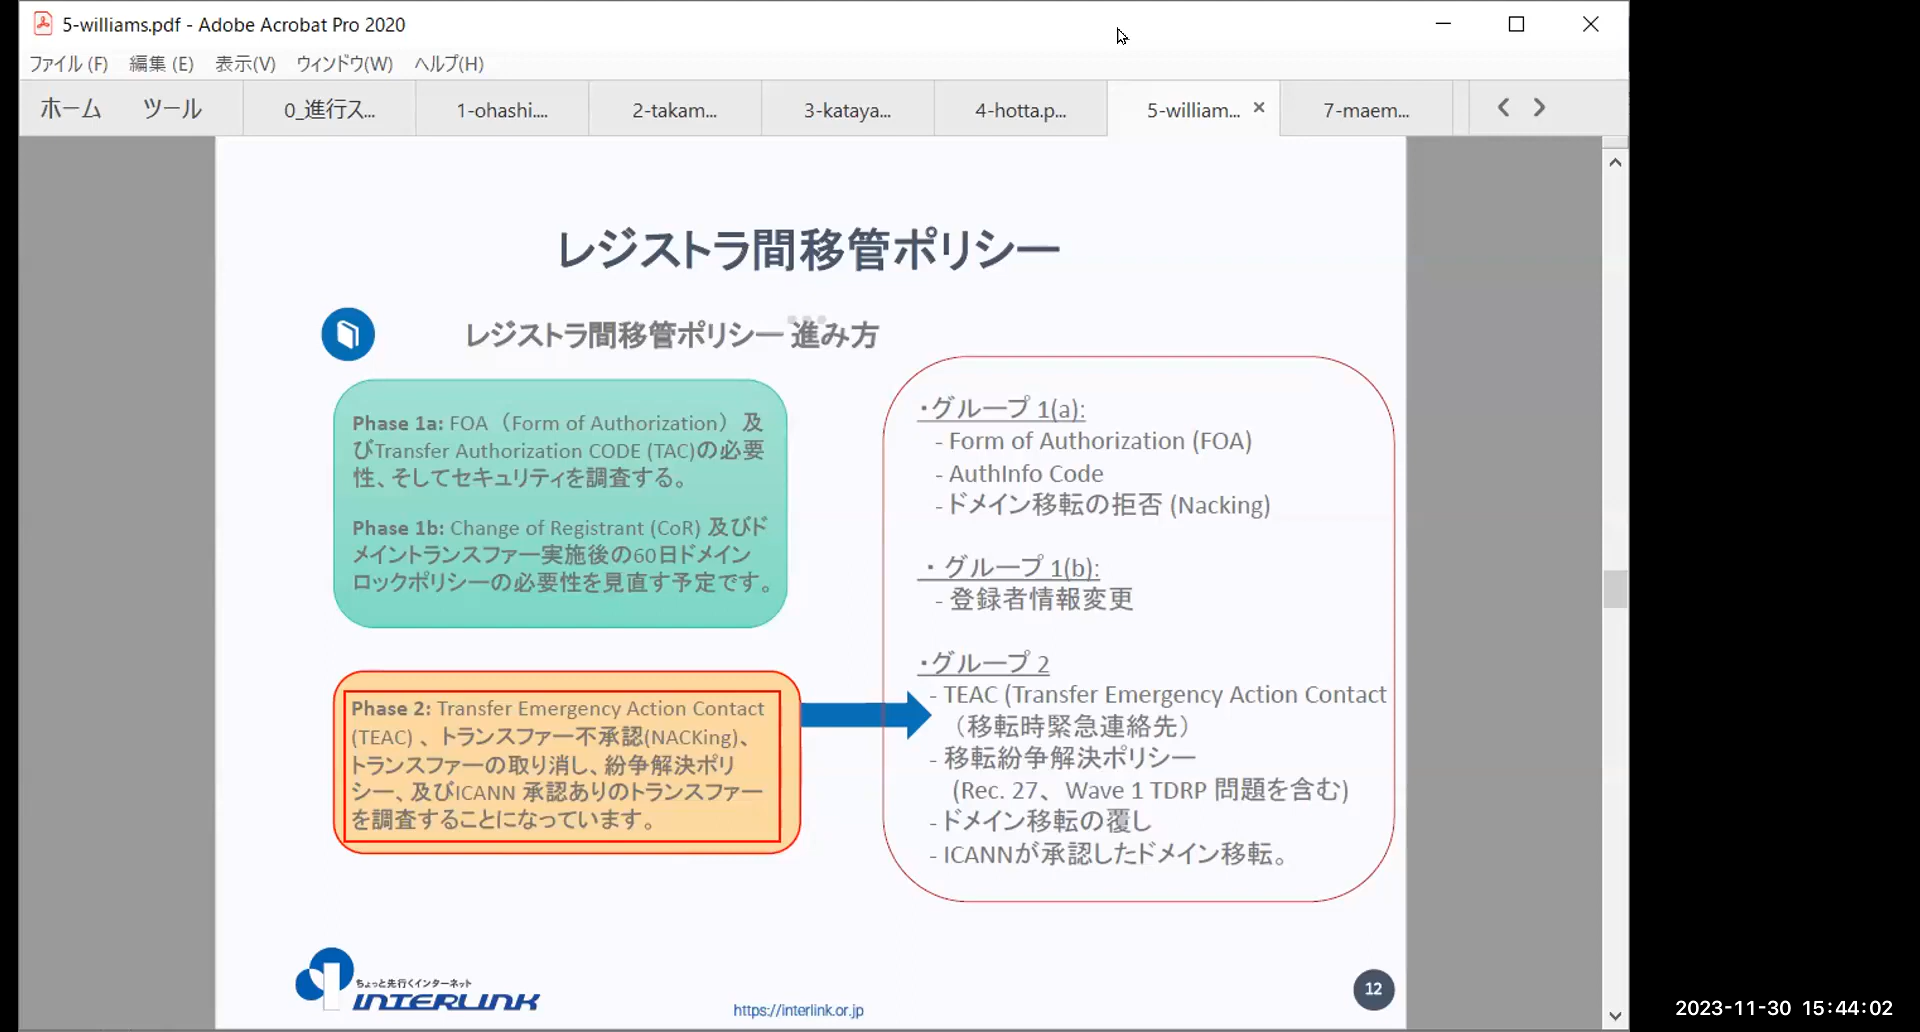 5-williams.pdf - Adobe Acrobat Pro 2020
ファイル (F) 編集 (E) 表示(V) ウィンドウ(W) ヘルプ(H)
ホーム ツール 0_進行ス... 1-ohashi.... 2-takam... 3-kataya... 4-hotta.p... 5-william... 7-maem...
レジストラ間移管ポリシー
レジストラ間移管ポリシー 進み方
Phase 1a: FOA（Form of Authorization）及
びTransfer Authorization CODE (TAC)の必要
性、そしてセキュリティを調査する。
Phase 1b: Change of Registrant (CoR) 及びド
メイントランスファー実施後の60日ドメイン
ロックポリシーの必要性を見直す予定です。
Phase 2: Transfer Emergency Action Contact
(TEAC) 、トランスファー不承認(NACKing)、
トランスファーの取り消し、紛争解決ポリ
シー、及びICANN 承認ありのトランスファー
を調査することになっています。
・グループ 1(a):
- Form of Authorization (FOA)
- AuthInfo Code
- ドメイン移転の拒否 (Nacking)
・グループ 1(b):
- 登録者情報変更
・グループ 2
- TEAC (Transfer Emergency Action Contact
（移転時緊急連絡先）
- 移転紛争解決ポリシー
(Rec. 27、Wave 1 TDRP 問題を含む)
- ドメイン移転の覆し
- ICANNが承認したドメイン移転。
ちょっと先行くインターネット
INTERLINK
https://interlink.or.jp
12
2023-11-30 15:44:02